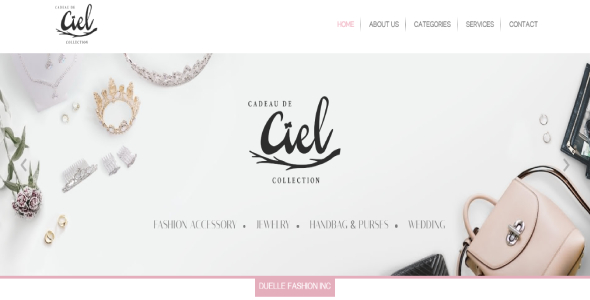 CADEAU DE
Ciel
COLLECTION
HOME ABOUT US CATEGORIES SERVICES CONTACT
CADEAU DE
Ciel
COLLECTION
FASHION ACCESSORY • JEWELRY • HANDBAG & PURSES • WEDDING
DUELLE FASHION INC